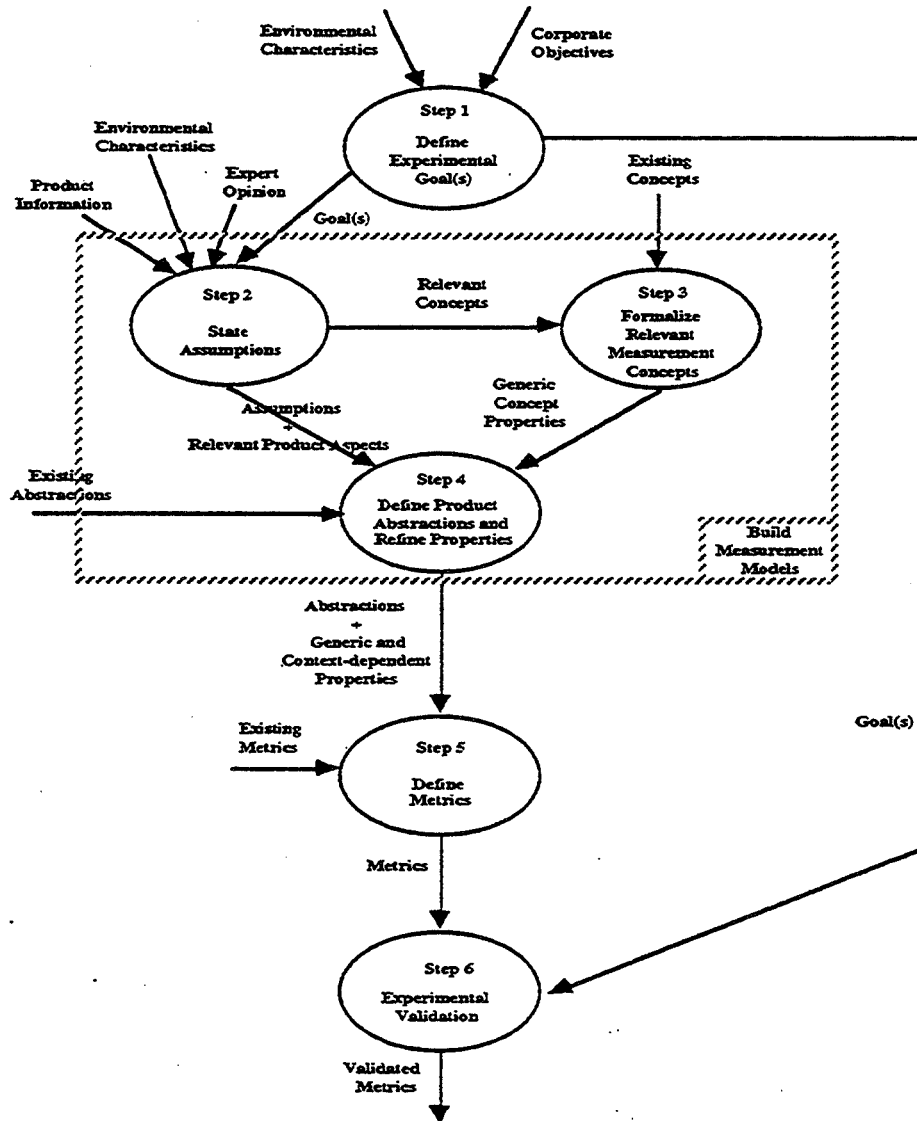 Environmental
Characteristics
Corporate
Objectives
Step 1
Define
Experimental
Goal(s)
Environmental
Characteristics
Expert
Opinion
Product
Information
Goal(s)
Existing
Concepts
Step 2
State
Assumptions
Relevant
Concepts
Step 3
Formalize
Relevant
Measurement
Concepts
Assumptions
+
Relevant Product Aspects
Generic
Concept
Properties
Existing
Abstractions
Step 4
Define Product
Abstractions and
Refine Properties
Build
Measurement
Models
Abstractions
+
Generic and
Context-dependent
Properties
Existing
Metrics
Step 5
Define
Metrics
Goal(s)
Metrics
Step 6
Experimental
Validation
Validated
Metrics